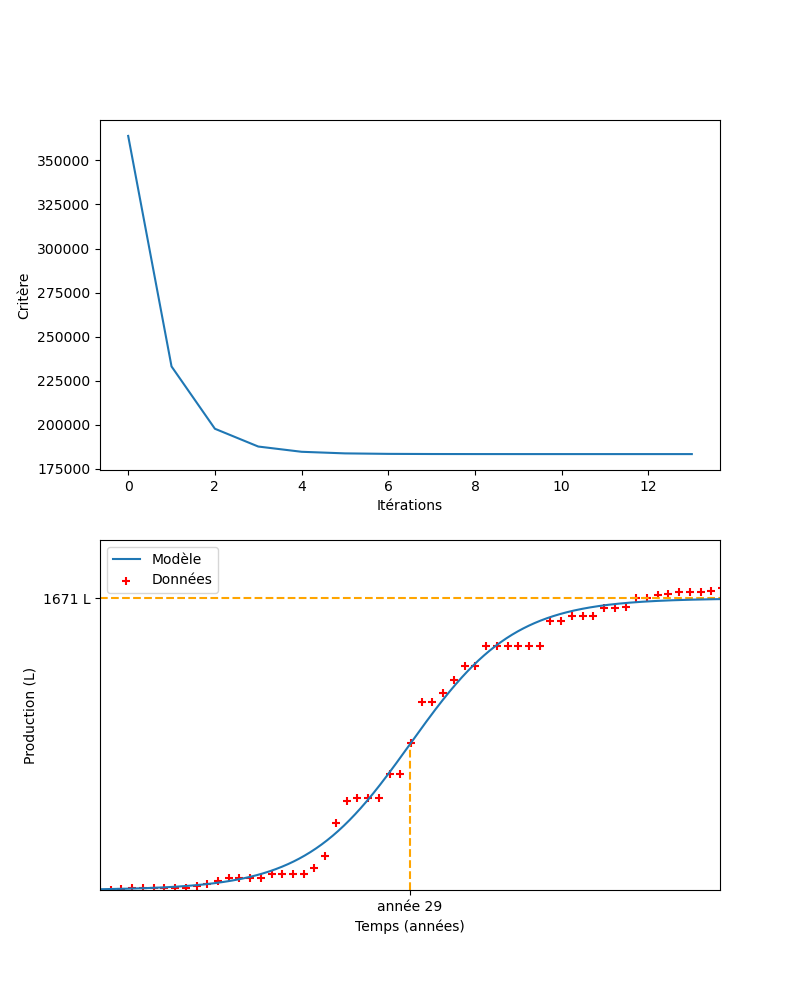 350000
325000
300000
275000
250000
225000
200000
175000
Critère
0 2 4 6 8 10 12
Itérations
Modèle
Données
1671 L
Production (L)
année 29
Temps (années)